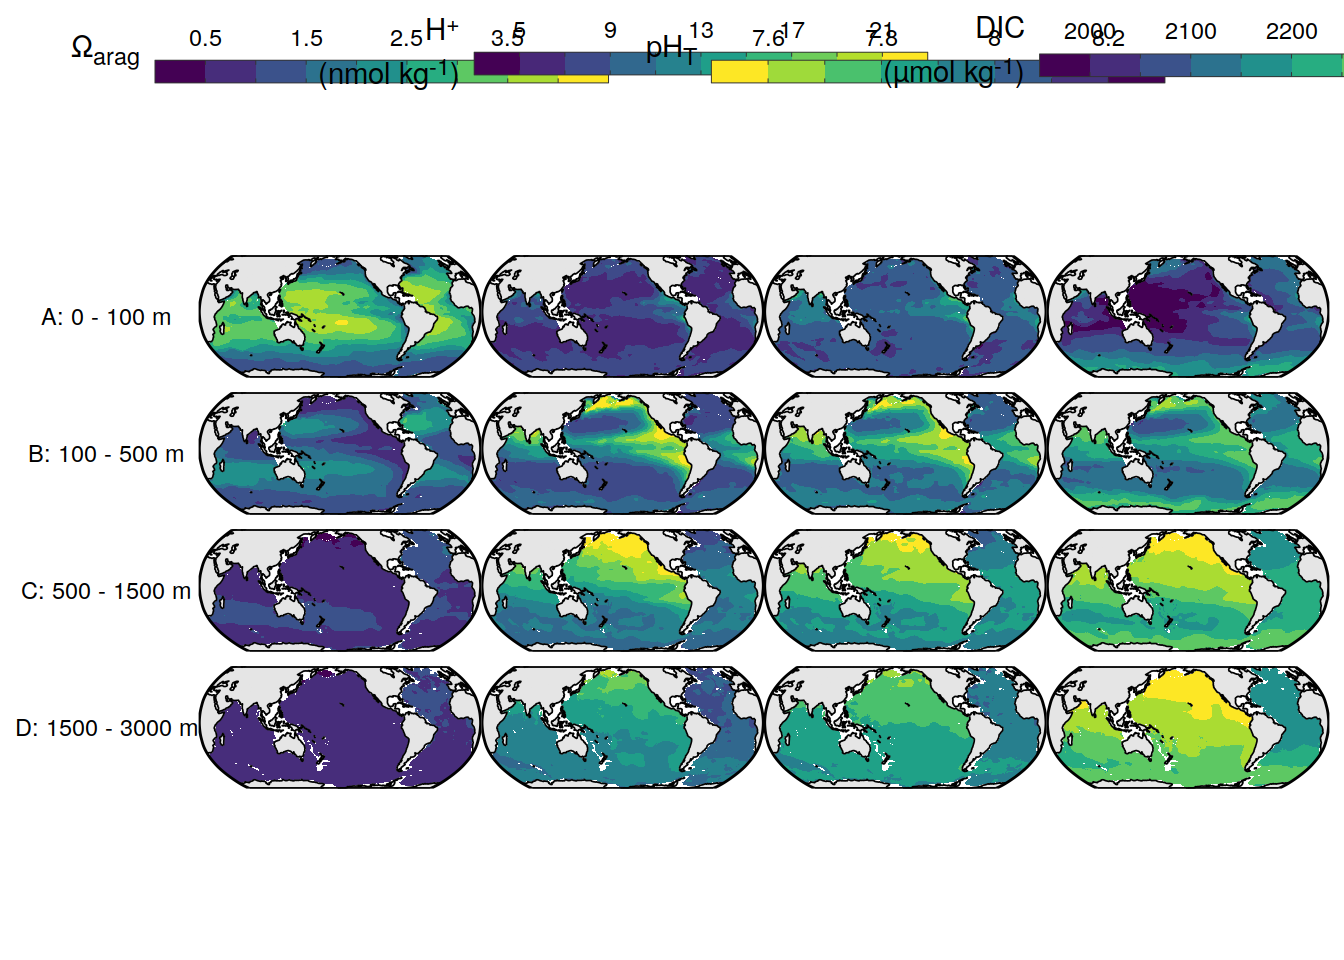 Ωarag
0.5 1.5 2.5 3.5
H⁺
(nmol kg⁻¹)
5 9 13 17 21
pHT
7.6 7.8 8 8.2
DIC
(µmol kg⁻¹)
2000 2100 2200
A: 0 - 100 m
B: 100 - 500 m
C: 500 - 1500 m
D: 1500 - 3000 m